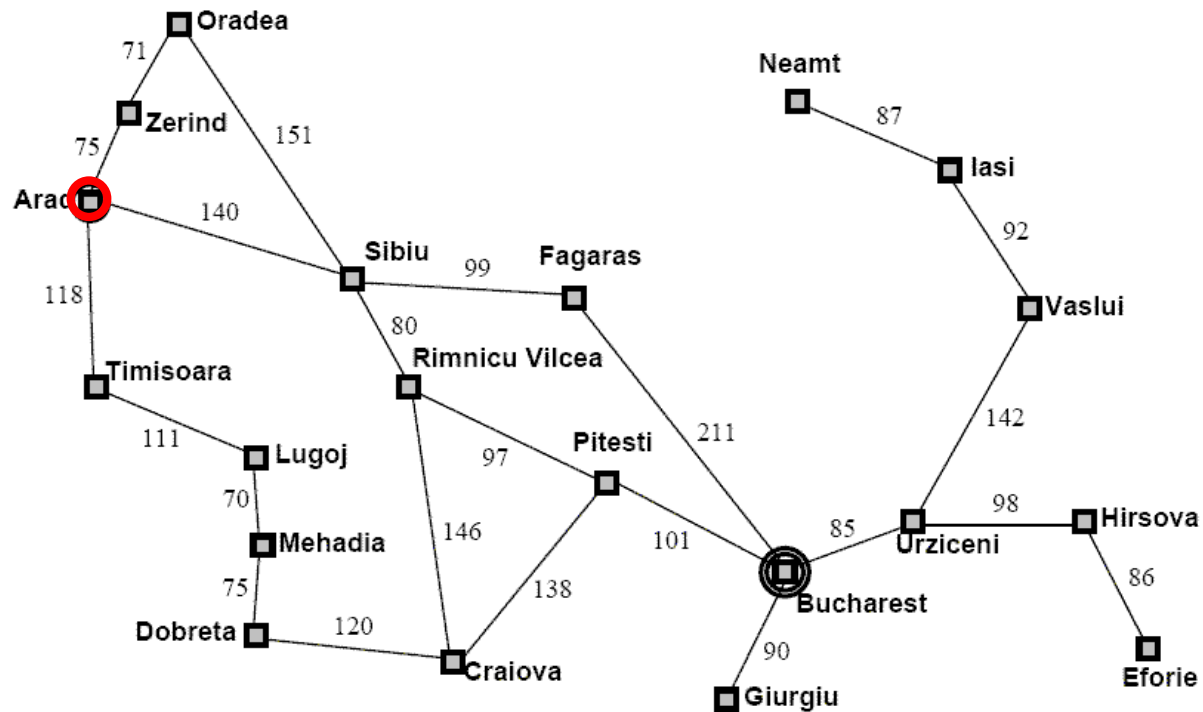 Oradea
71
Neamt
87
Zerind
151
75
Iasi
Arad
140
92
Sibiu
Fagaras
99
118
80
Vaslui
Rimnicu Vilcea
Timisoara
142
111
211
Pitesti
Lugoj
97
70
98
Hirsova
146
101
85
Urziceni
Mehadia
86
75
138
Bucharest
Dobreta
120
90
Craiova
Eforie
Giurgiu